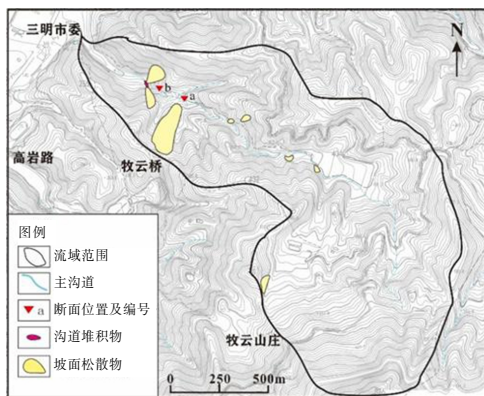 三明市委
N
b
a
高岩路
牧云桥
图例
流域范围
主沟道
a 断面位置及编号
沟道堆积物
坡面松散物
牧云山庄
0 250 500m